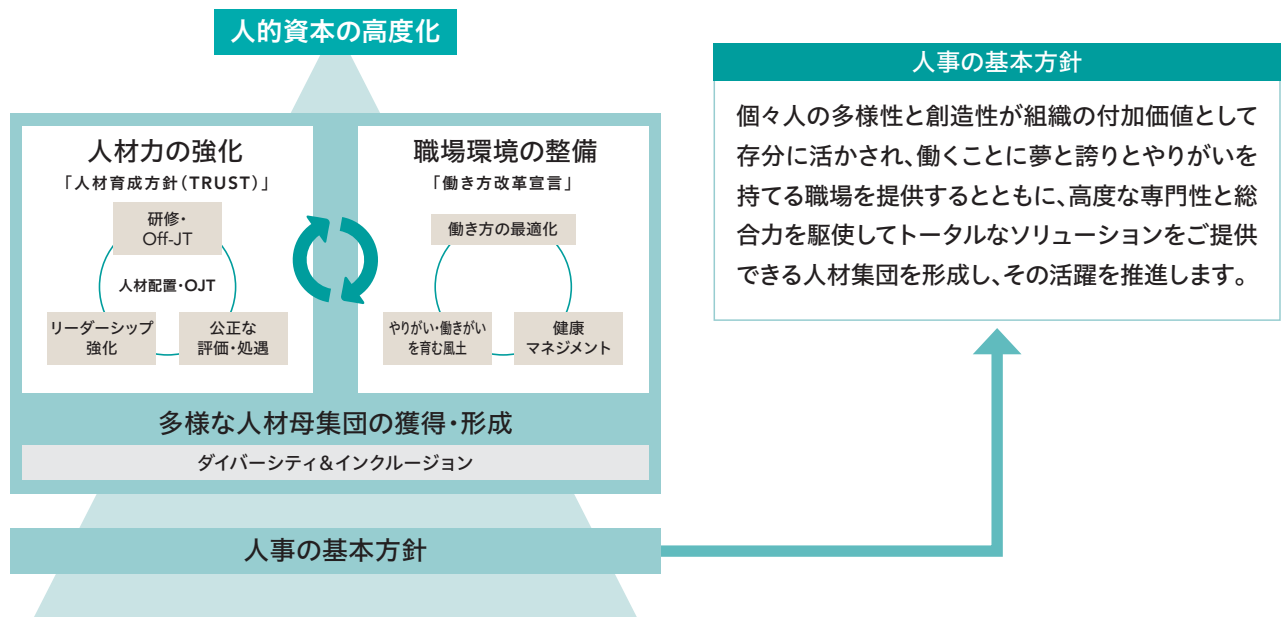 人的資本の高度化
人材力の強化
「人材育成方針(TRUST)」
研修・
Off-JT
人材配置・OJT
リーダーシップ
強化
公正な
評価・処遇
職場環境の整備
「働き方改革宣言」
働き方の最適化
やりがい・働きがい
を育む風土
健康
マネジメント
多様な人材母集団の獲得・形成
ダイバーシティ&インクルージョン
人事の基本方針
人事の基本方針
個々人の多様性と創造性が組織の付加価値として
存分に活かされ、働くことに夢と誇りとやりがいを
持てる職場を提供するとともに、高度な専門性と総
合力を駆使してトータルなソリューションをご提供
できる人材集団を形成し、その活躍を推進します。